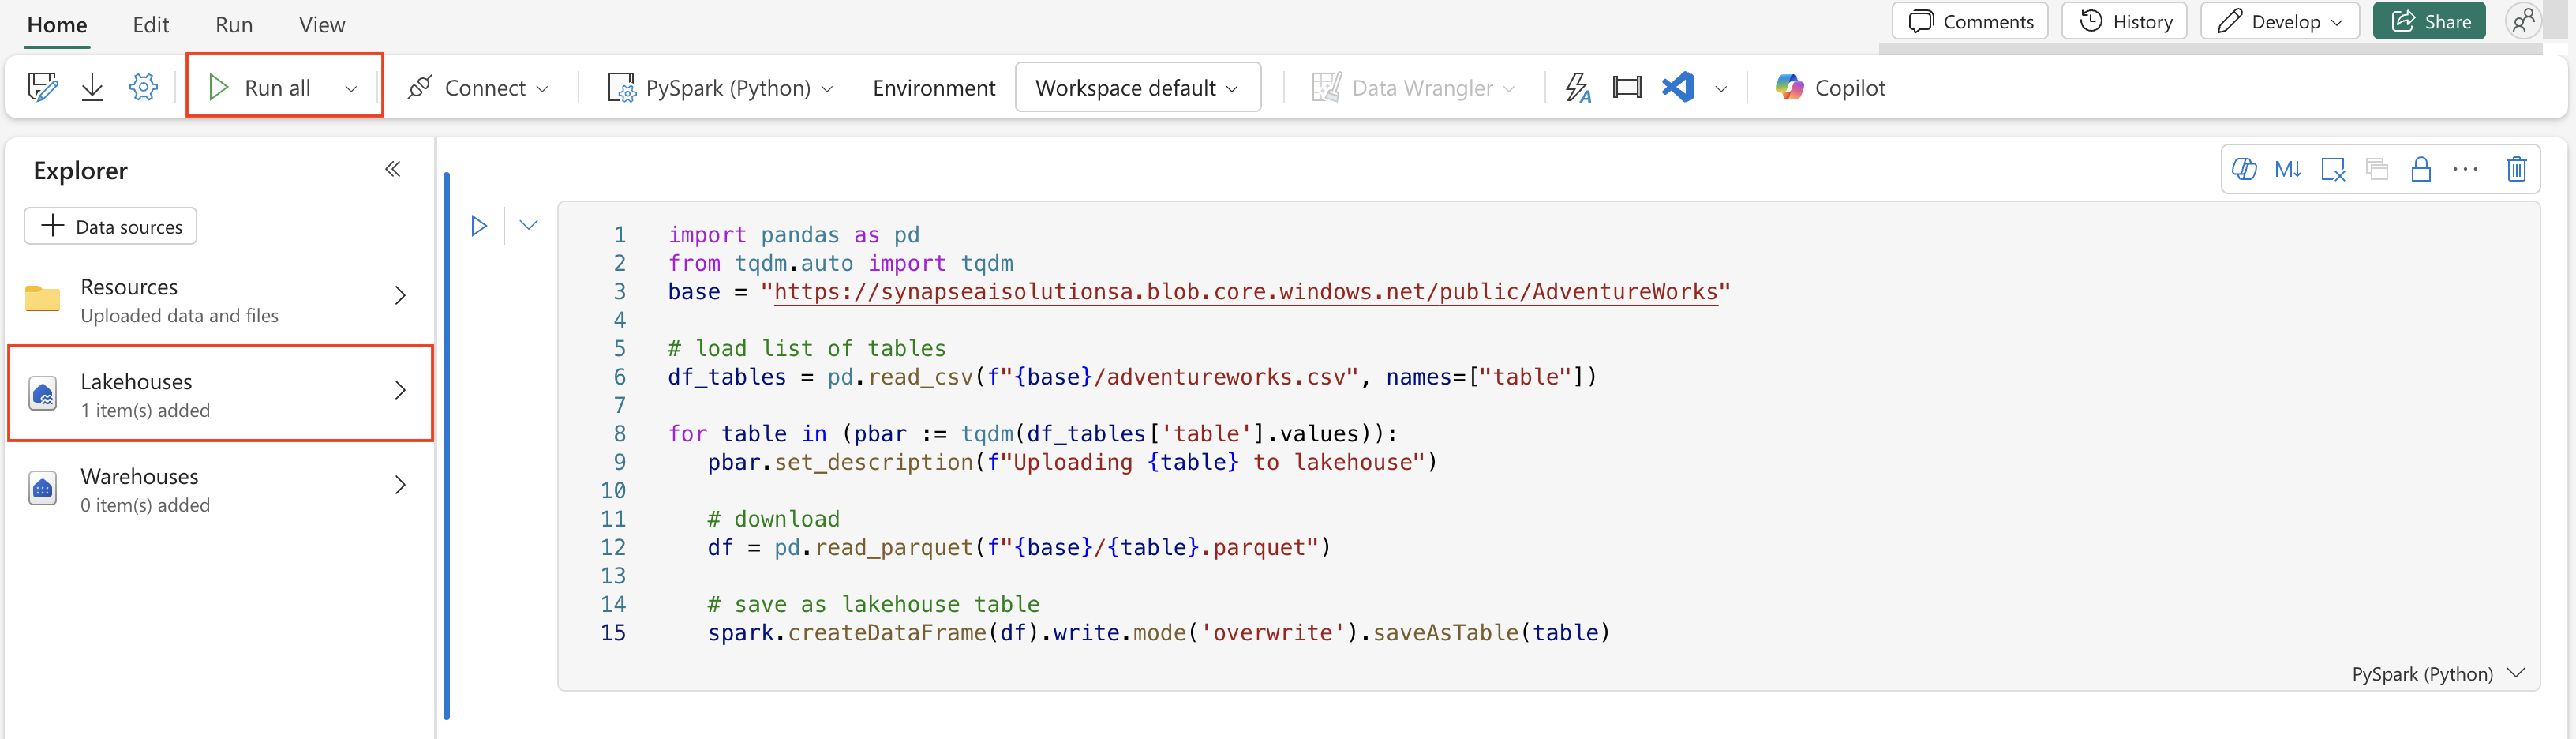 Home Edit Run View Comments History Develop Share
Run all Connect PySpark (Python) Environment Workspace default Data Wrangler Copilot
Explorer
M↓
Data sources
Resources
Uploaded data and files
Lakehouses
1 item(s) added
Warehouses
0 item(s) added
1 import pandas as pd
2 from tqdm.auto import tqdm
3 base = "https://synapseaisolutionsa.blob.core.windows.net/public/AdventureWorks"
4
5 # load list of tables
6 df_tables = pd.read_csv(f"{base}/adventureworks.csv", names=["table"])
7
8 for table in (pbar := tqdm(df_tables['table'].values)):
9 pbar.set_description(f"Uploading {table} to lakehouse")
10
11 # download
12 df = pd.read_parquet(f"{base}/{table}.parquet")
13
14 # save as lakehouse table
15 spark.createDataFrame(df).write.mode('overwrite').saveAsTable(table)
PySpark (Python)